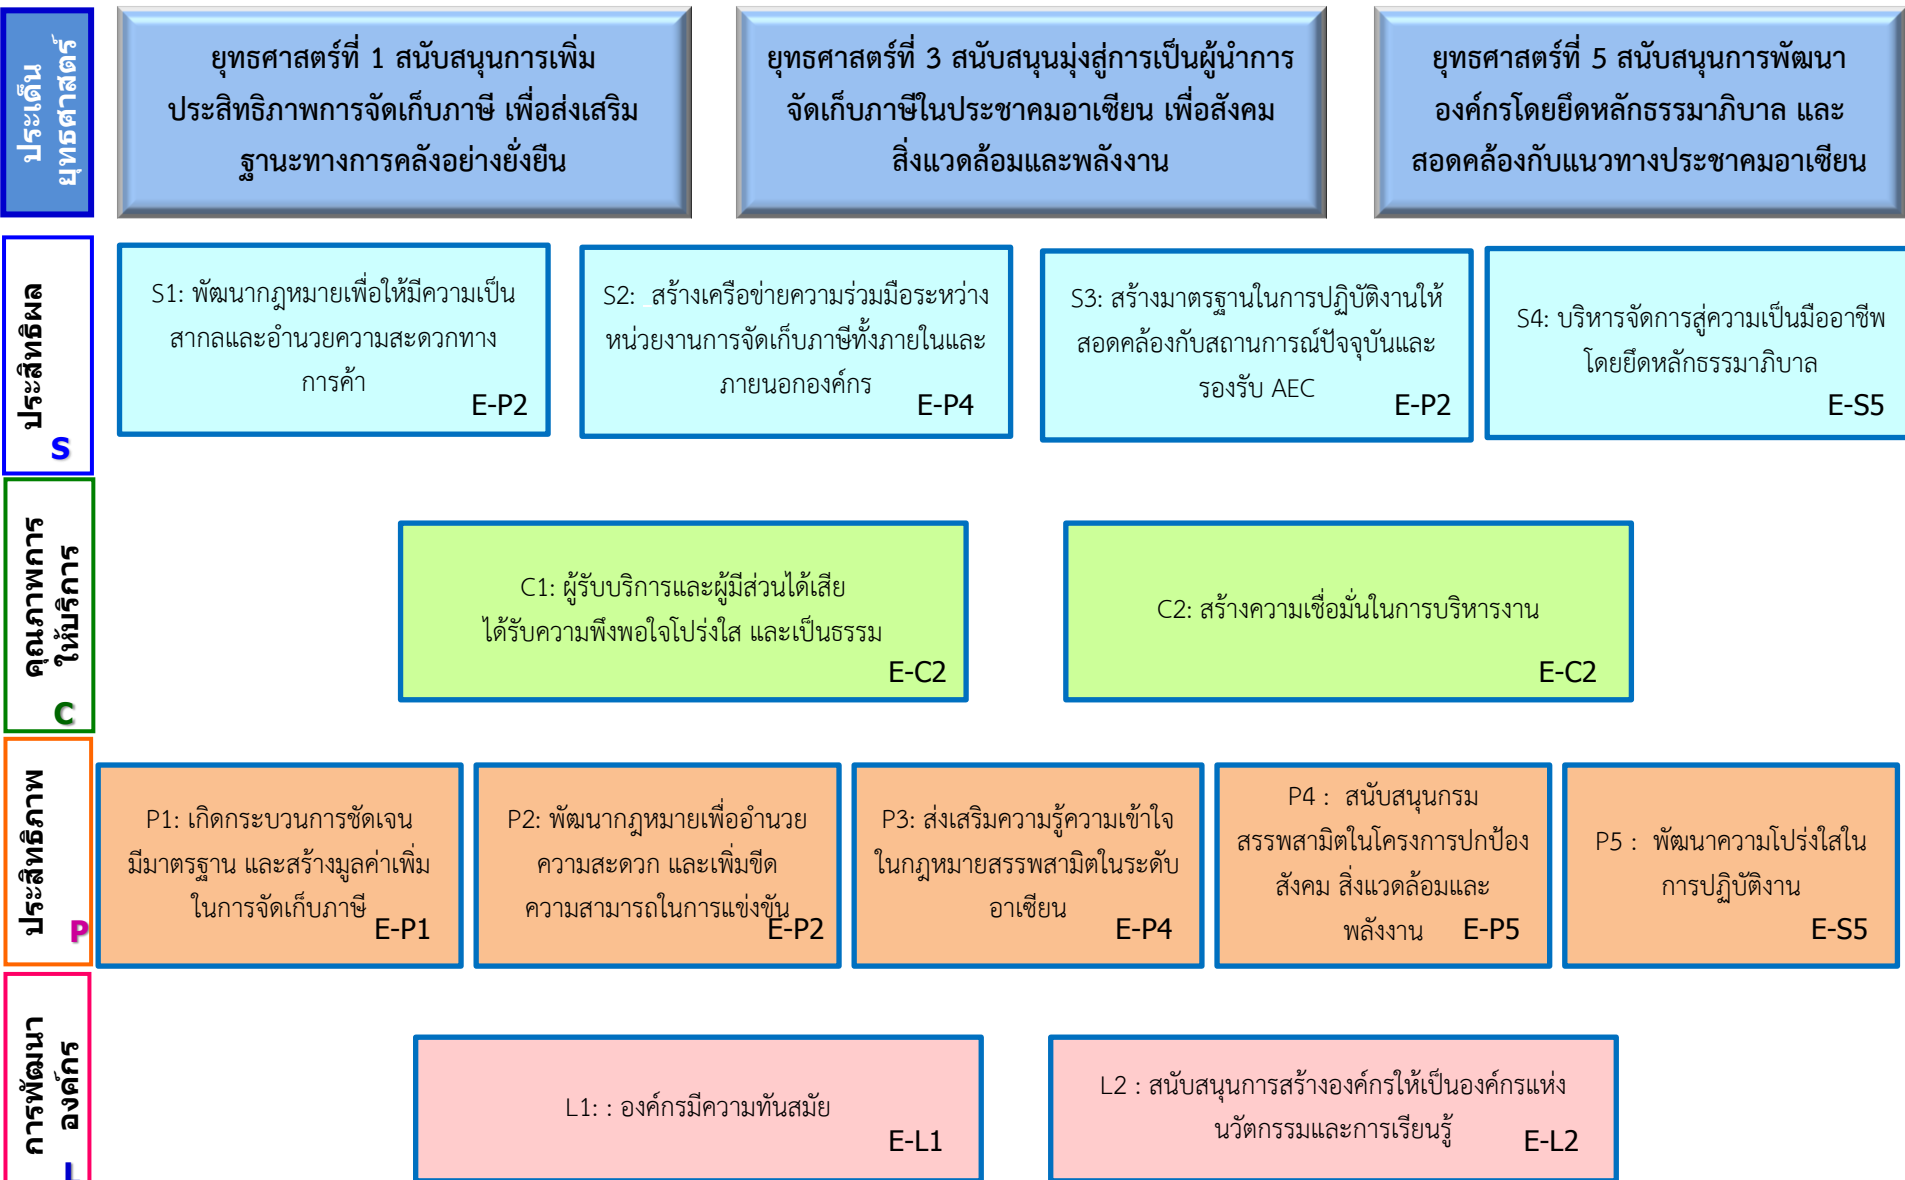 ประเด็น
ยุทธศาสตร์
ยุทธศาสตร์ที่ 1 สนับสนุนการเพิ่ม
ประสิทธิภาพการจัดเก็บภาษี เพื่อส่งเสริม
ฐานะทางการคลังอย่างยั่งยืน
ยุทธศาสตร์ที่ 3 สนับสนุนมุ่งสู่การเป็นผู้นำการ
จัดเก็บภาษีในประชาคมอาเซียน เพื่อสังคม
สิ่งแวดล้อมและพลังงาน
ยุทธศาสตร์ที่ 5 สนับสนุนการพัฒนา
องค์กรโดยยึดหลักธรรมาภิบาล และ
สอดคล้องกับแนวทางประชาคมอาเซียน
ประสิทธิผล
S
S1: พัฒนากฎหมายเพื่อให้มีความเป็น
สากลและอำนวยความสะดวกทาง
การค้า
E-P2
S2: สร้างเครือข่ายความร่วมมือระหว่าง
หน่วยงานการจัดเก็บภาษีทั้งภายในและ
ภายนอกองค์กร
E-P4
S3: สร้างมาตรฐานในการปฏิบัติงานให้
สอดคล้องกับสถานการณ์ปัจจุบันและ
รองรับ AEC
E-P2
S4: บริหารจัดการสู่ความเป็นมืออาชีพ
โดยยึดหลักธรรมาภิบาล
E-S5
คุณภาพการ
ให้บริการ
C
C1: ผู้รับบริการและผู้มีส่วนได้เสีย
ได้รับความพึงพอใจโปร่งใส และเป็นธรรม
E-C2
C2: สร้างความเชื่อมั่นในการบริหารงาน
E-C2
ประสิทธิภาพ
P
P1: เกิดกระบวนการชัดเจน
มีมาตรฐาน และสร้างมูลค่าเพิ่ม
ในการจัดเก็บภาษี
E-P1
P2: พัฒนากฎหมายเพื่ออำนวย
ความสะดวก และเพิ่มขีด
ความสามารถในการแข่งขัน
E-P2
P3: ส่งเสริมความรู้ความเข้าใจ
ในกฎหมายสรรพสามิตในระดับ
อาเซียน
E-P4
P4 : สนับสนุนกรม
สรรพสามิตในโครงการปกป้อง
สังคม สิ่งแวดล้อมและ
พลังงาน E-P5
P5 : พัฒนาความโปร่งใสใน
การปฏิบัติงาน
E-S5
การพัฒนา
องค์กร
L
L1: : องค์กรมีความทันสมัย
E-L1
L2 : สนับสนุนการสร้างองค์กรให้เป็นองค์กรแห่ง
นวัตกรรมและการเรียนรู้
E-L2